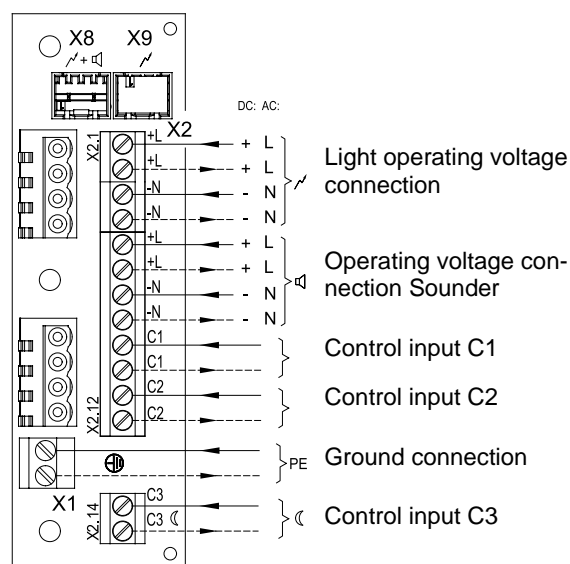 X8 X9
+
DC: AC:
X2.1 +L X2 + L
+L + L
-N - N
-N - N
Light operating voltage
connection
+L + L
+L + L
-N - N
-N - N
Operating voltage con-
nection Sounder
C1
C1
Control input C1
C2
X2.12 C2
Control input C2
PE Ground connection
X1
C3
X2.14 C3
Control input C3